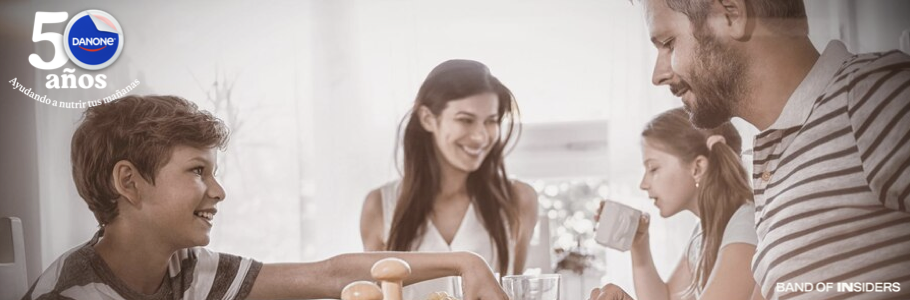 50
DANONE
años
Ayudando a nutrir tus mañanas
BAND OF INSIDERS